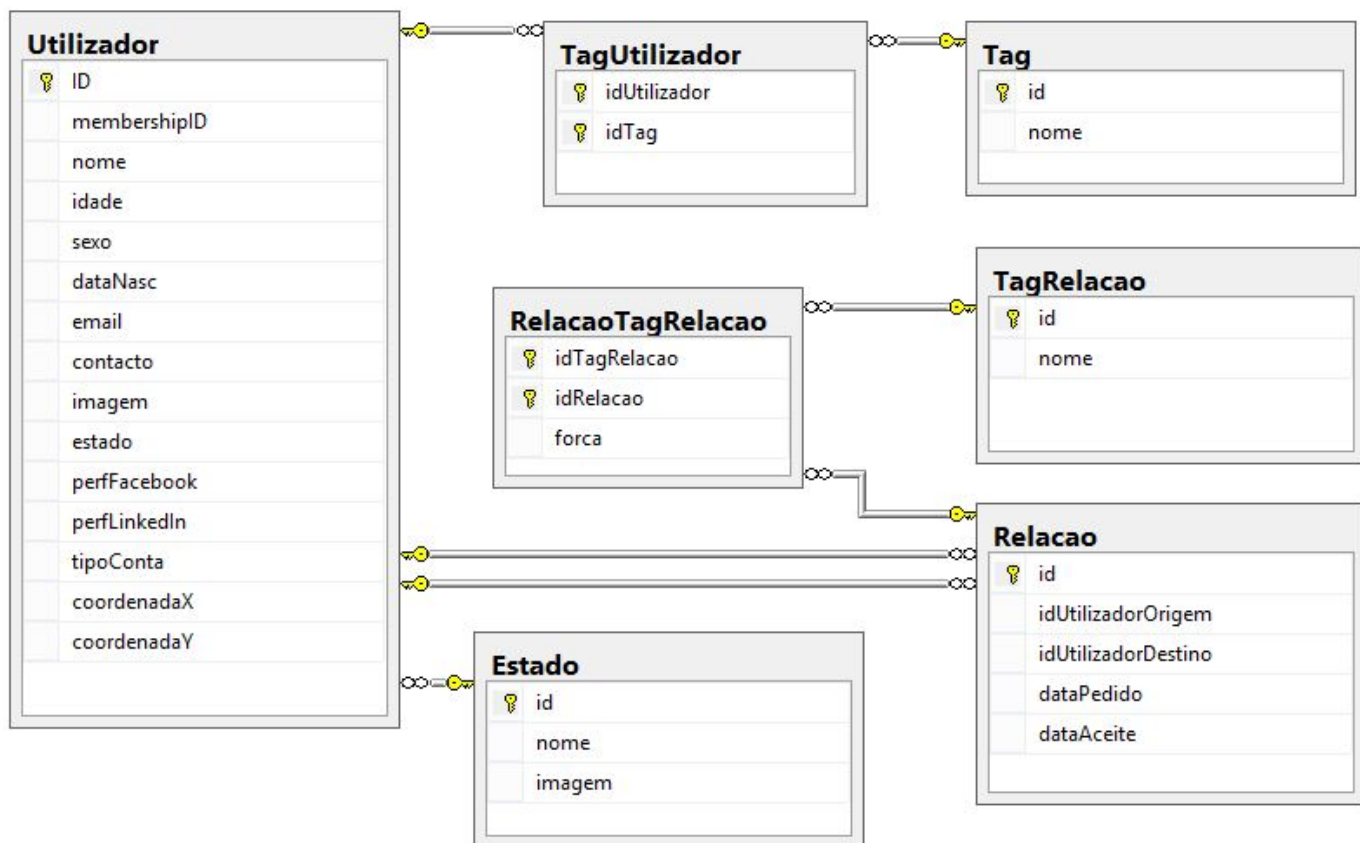 Utilizador
ID
membershipID
nome
idade
sexo
dataNasc
email
contacto
imagem
estado
perfFacebook
perfLinkedIn
tipoConta
coordenadaX
coordenadaY
TagUtilizador
idUtilizador
idTag
Tag
id
nome
RelacaoTagRelacao
idTagRelacao
idRelacao
forca
TagRelacao
id
nome
Relacao
id
idUtilizadorOrigem
idUtilizadorDestino
dataPedido
dataAceite
Estado
id
nome
imagem